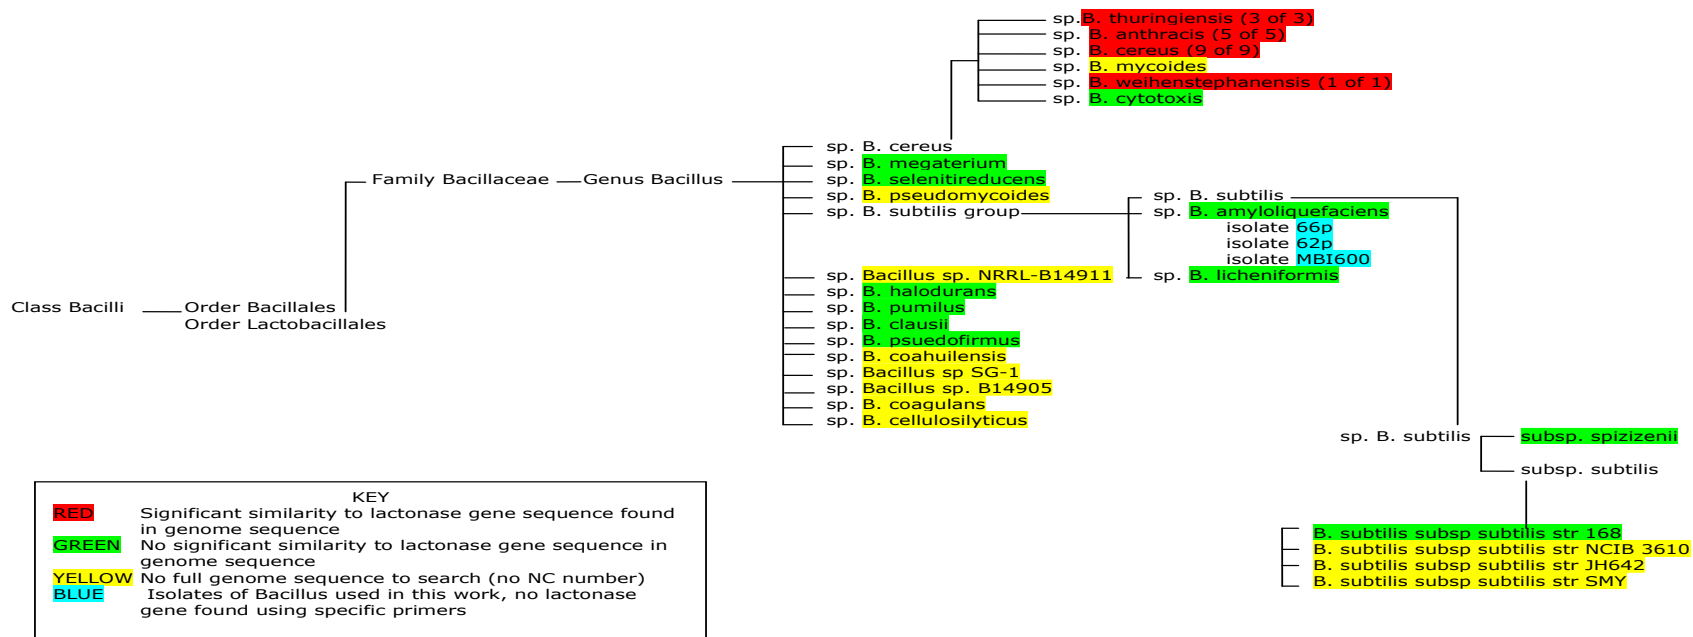 sp. B. thuringiensis (3 of 3)
sp. B. anthracis (5 of 5)
sp. B. cereus (9 of 9)
sp. B. mycoides
sp. B. weihenstephanensis (1 of 1)
sp. B. cytotoxis
Class Bacilli
Order Bacillales
Order Lactobacillales
Family Bacillaceae
Genus Bacillus
sp. B. cereus
sp. B. megaterium
sp. B. selenitireducens
sp. B. pseudomycoides
sp. B. subtilis group
sp. Bacillus sp. NRRL-B14911
sp. B. halodurans
sp. B. pumilus
sp. B. clausii
sp. B. psuedofirmus
sp. B. coahuilensis
sp. Bacillus sp SG-1
sp. Bacillus sp. B14905
sp. B. coagulans
sp. B. cellulosilyticus
sp. B. subtilis
sp. B. amyloliquefaciens
isolate 66p
isolate 62p
isolate MBI600
sp. B. licheniformis
sp. B. subtilis
subsp. spizizenii
subsp. subtilis
B. subtilis subsp subtilis str 168
B. subtilis subsp subtilis str NCIB 3610
B. subtilis subsp subtilis str JH642
B. subtilis subsp subtilis str SMY
KEY
RED Significant similarity to lactonase gene sequence found
in genome sequence
GREEN No significant similarity to lactonase gene sequence in
genome sequence
YELLOW No full genome sequence to search (no NC number)
BLUE Isolates of Bacillus used in this work, no lactonase
gene found using specific primers